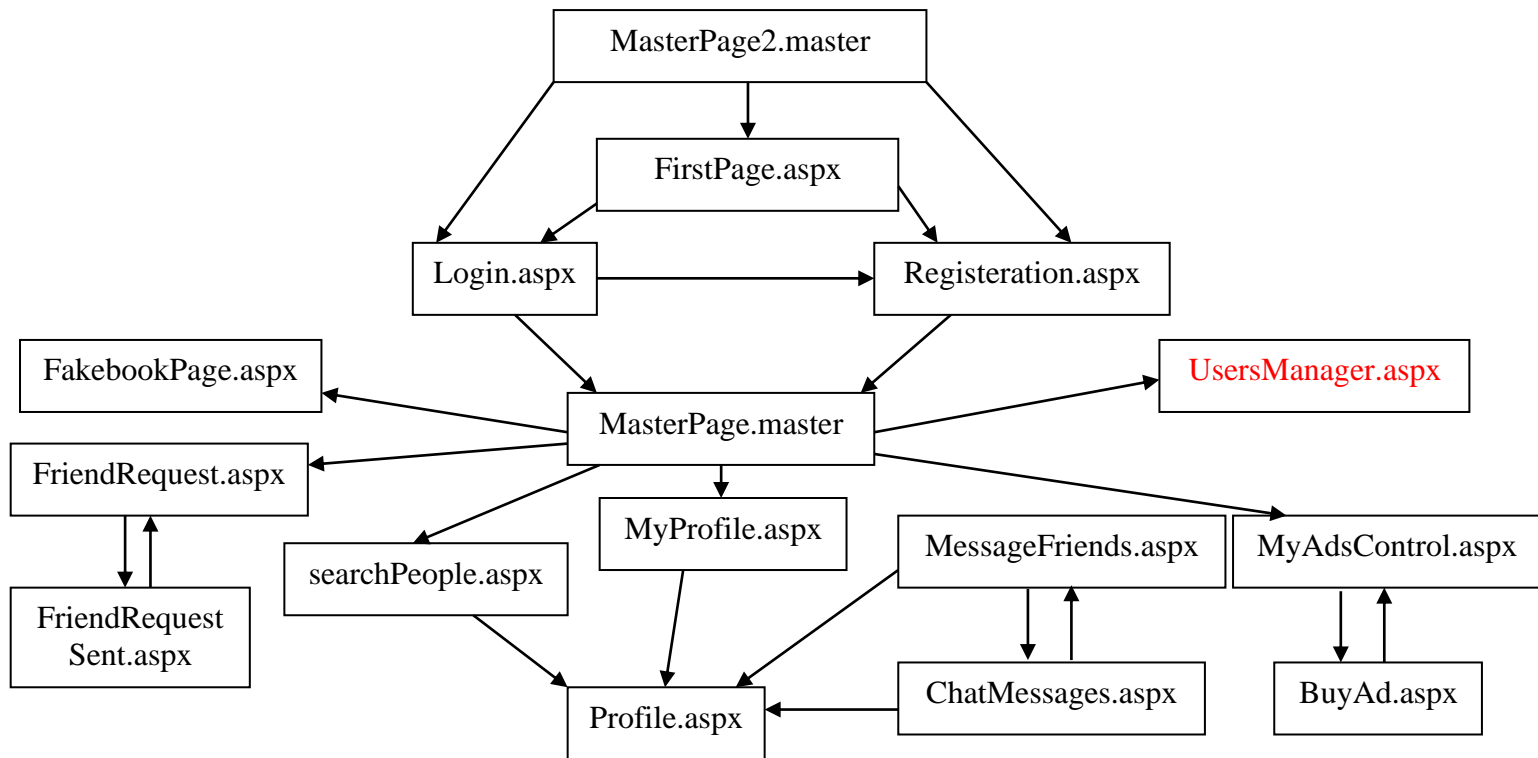 MasterPage2.master
FirstPage.aspx
Login.aspx
Registeration.aspx
FakebookPage.aspx
UsersManager.aspx
MasterPage.master
FriendRequest.aspx
MyProfile.aspx
MessageFriends.aspx
MyAdsControl.aspx
searchPeople.aspx
FriendRequest
Sent.aspx
Profile.aspx
ChatMessages.aspx
BuyAd.aspx